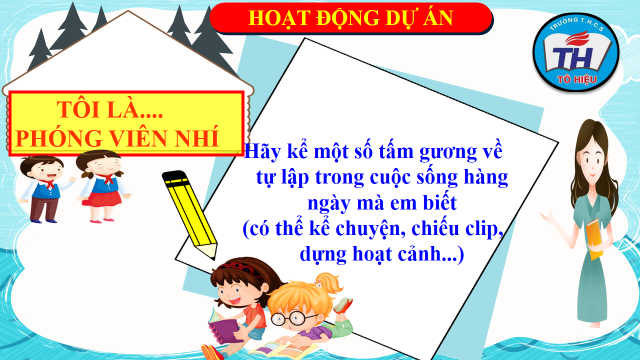 HOẠT ĐỘNG DỰ ÁN
TRƯỜNG T.H.C.S
TH
TÔ HIỆU
TÔI LÀ....
PHÓNG VIÊN NHÍ
Hãy kể một số tấm gương về
tự lập trong cuộc sống hàng
ngày mà em biết
(có thể kể chuyện, chiếu clip,
dựng hoạt cảnh...)